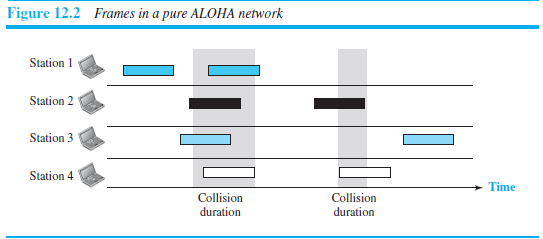 Figure 12.2 Frames in a pure ALOHA network
Station 1
Station 2
Station 3
Station 4
Time
Collision
duration
Collision
duration